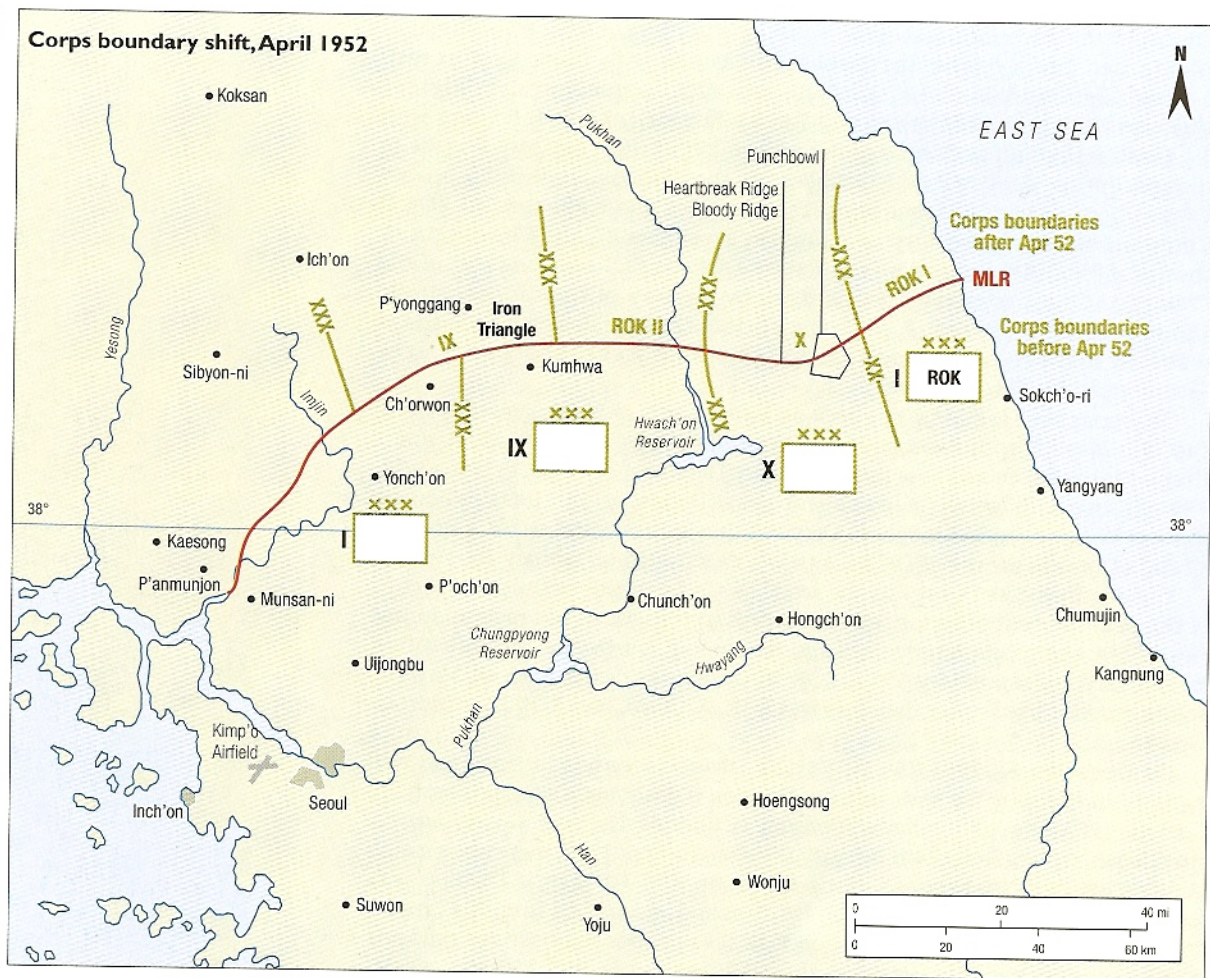 Corps boundary shift, April 1952
N
Koksan
EAST SEA
Pukhan
Punchbowl
Heartbreak Ridge
Bloody Ridge
Corps boundaries
after Apr 52
Ich'on
XXX
XXX
XXX
XXX
ROK I
MLR
P'yonggang
Iron
Triangle
ROK II
IX
X
Corps boundaries
before Apr 52
Yesong
Sibyon-ni
Imjin
Ch'orwon
Kumhwa
XXX
XXX
XX
XXX
I
ROK
Sokch'o-ri
XXX
IX
Hwach'on
Reservoir
XXX
X
Yonch'on
Yangyang
XXX
I
38°
38°
Kaesong
P'anmunjon
Munsan-ni
P'och'on
Chunch'on
Hongch'on
Chumujin
Chungpyong
Reservoir
Hwayang
Uijongbu
Kangnung
Kimp'o
Airfield
Pukhan
Inch'on
Seoul
Hoengsong
Han
Wonju
Suwon
Yoju
0 20 40 mi
0 20 40 60 km